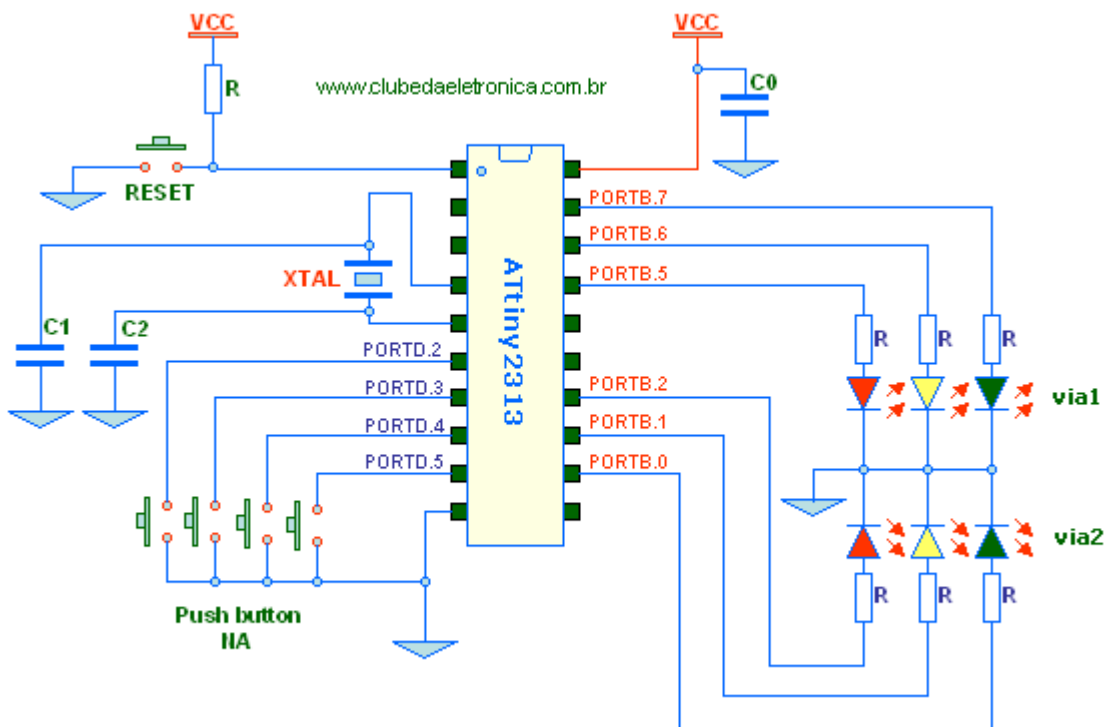 VCC
VCC
R
www.clubedaeletronica.com.br
C0
RESET
PORTB.7
PORTB.6
PORTB.5
XTAL
ATtiny2313
C1
C2
R
R
R
PORTD.2
PORTD.3
PORTD.4
PORTD.5
PORTB.2
PORTB.1
PORTB.0
via1
via2
R
R
R
Push button
NA